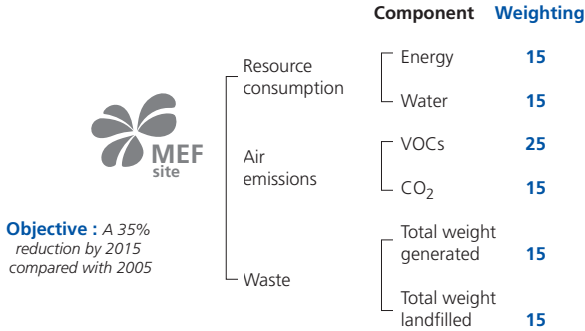 Component Weighting
Resource
consumption
Energy 15
Water 15
MEF
site
Air
emissions
VOCs 25
CO₂ 15
Objective : A 35%
reduction by 2015
compared with 2005
Waste
Total weight
generated 15
Total weight
landfilled 15